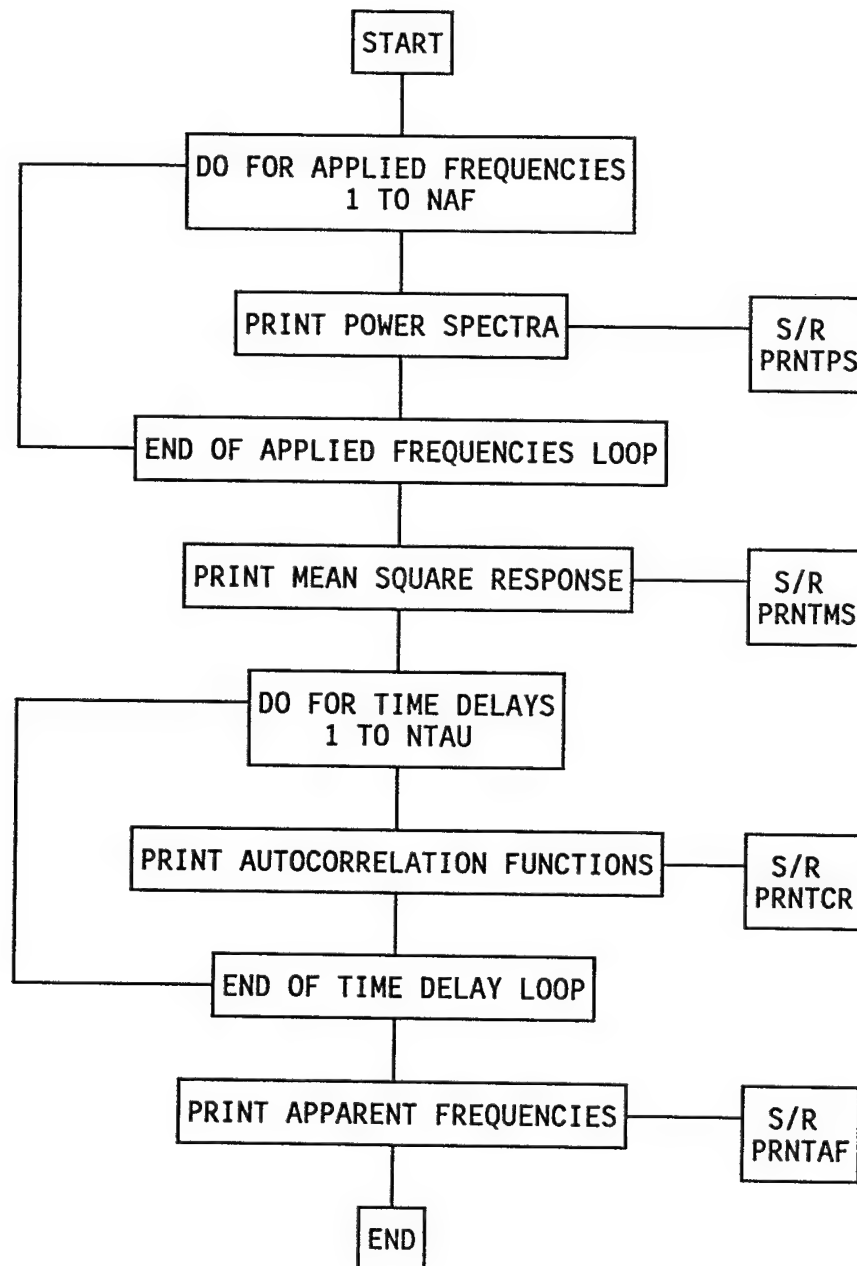 START
DO FOR APPLIED FREQUENCIES
1 TO NAF
PRINT POWER SPECTRA
S/R
PRNTPS
END OF APPLIED FREQUENCIES LOOP
PRINT MEAN SQUARE RESPONSE
S/R
PRNTMS
DO FOR TIME DELAYS
1 TO NTAU
PRINT AUTOCORRELATION FUNCTIONS
S/R
PRNTCR
END OF TIME DELAY LOOP
PRINT APPARENT FREQUENCIES
S/R
PRNTAF
END